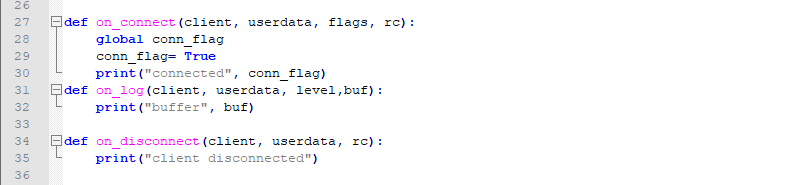 26
27 def on_connect(client, userdata, flags, rc):
28     global conn_flag
29     conn_flag= True
30     print("connected", conn_flag)
31 def on_log(client, userdata, level,buf):
32     print("buffer", buf)
33
34 def on_disconnect(client, userdata, rc):
35     print("client disconnected")
36